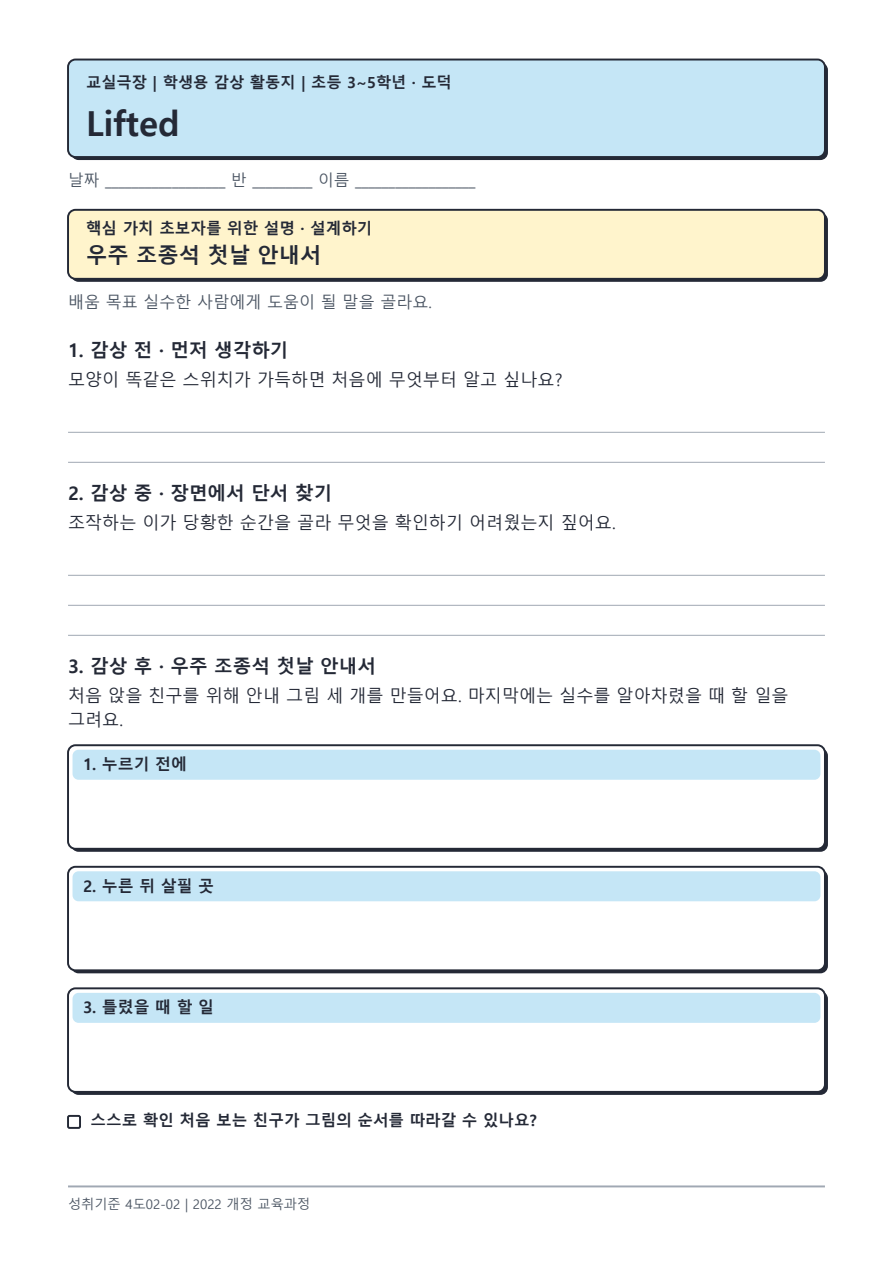 교실극장 | 학생용 감상 활동지 | 초등 3~5학년 · 도덕
Lifted
날짜 ________________ 반 ________ 이름 ________________
핵심 가치 초보자를 위한 설명 · 설계하기
우주 조종석 첫날 안내서
배움 목표 실수한 사람에게 도움이 될 말을 골라요.
1. 감상 전 · 먼저 생각하기
모양이 똑같은 스위치가 가득하면 처음에 무엇부터 알고 싶나요?
2. 감상 중 · 장면에서 단서 찾기
조작하는 이가 당황한 순간을 골라 무엇을 확인하기 어려웠는지 짚어요.
3. 감상 후 · 우주 조종석 첫날 안내서
처음 앉을 친구를 위해 안내 그림 세 개를 만들어요. 마지막에는 실수를 알아차렸을 때 할 일을
그려요.
1. 누르기 전에
2. 누른 뒤 살필 곳
3. 틀렸을 때 할 일
스스로 확인 처음 보는 친구가 그림의 순서를 따라갈 수 있나요?
성취기준 4도02-02 | 2022 개정 교육과정